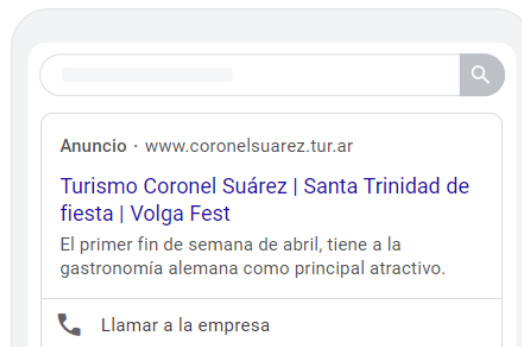 Anuncio · www.coronelsuarez.tur.ar
Turismo Coronel Suárez | Santa Trinidad de
fiesta | Volga Fest
El primer fin de semana de abril, tiene a la
gastronomía alemana como principal atractivo.
Llamar a la empresa